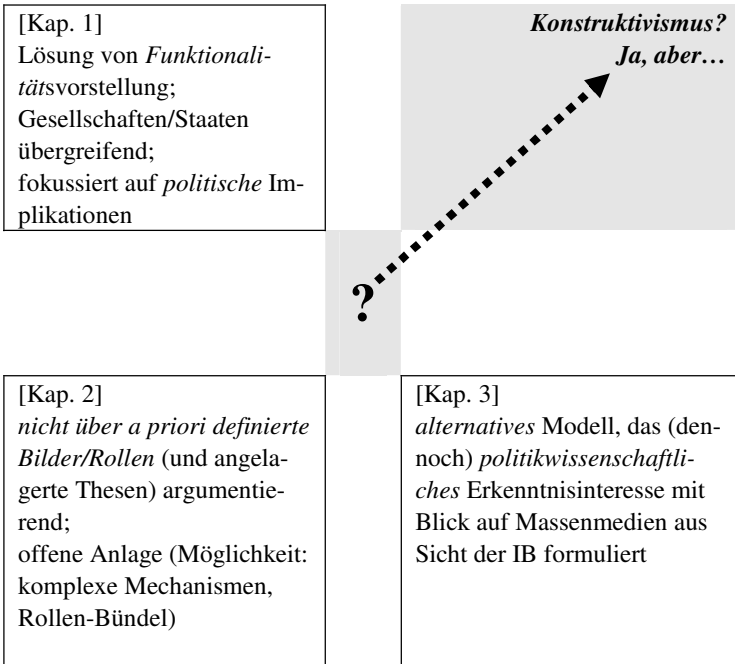 [Kap. 1]
Lösung von Funktionali-
tätsvorstellung;
Gesellschaften/Staaten
übergreifend;
fokussiert auf politische Im-
plikationen
Konstruktivismus?
Ja, aber…
?
[Kap. 2]
nicht über a priori definierte
Bilder/Rollen (und angela-
gerte Thesen) argumentie-
rend;
offene Anlage (Möglichkeit:
komplexe Mechanismen,
Rollen-Bündel)
[Kap. 3]
alternatives Modell, das (den-
noch) politikwissenschaftli-
ches Erkenntnisinteresse mit
Blick auf Massenmedien aus
Sicht der IB formuliert